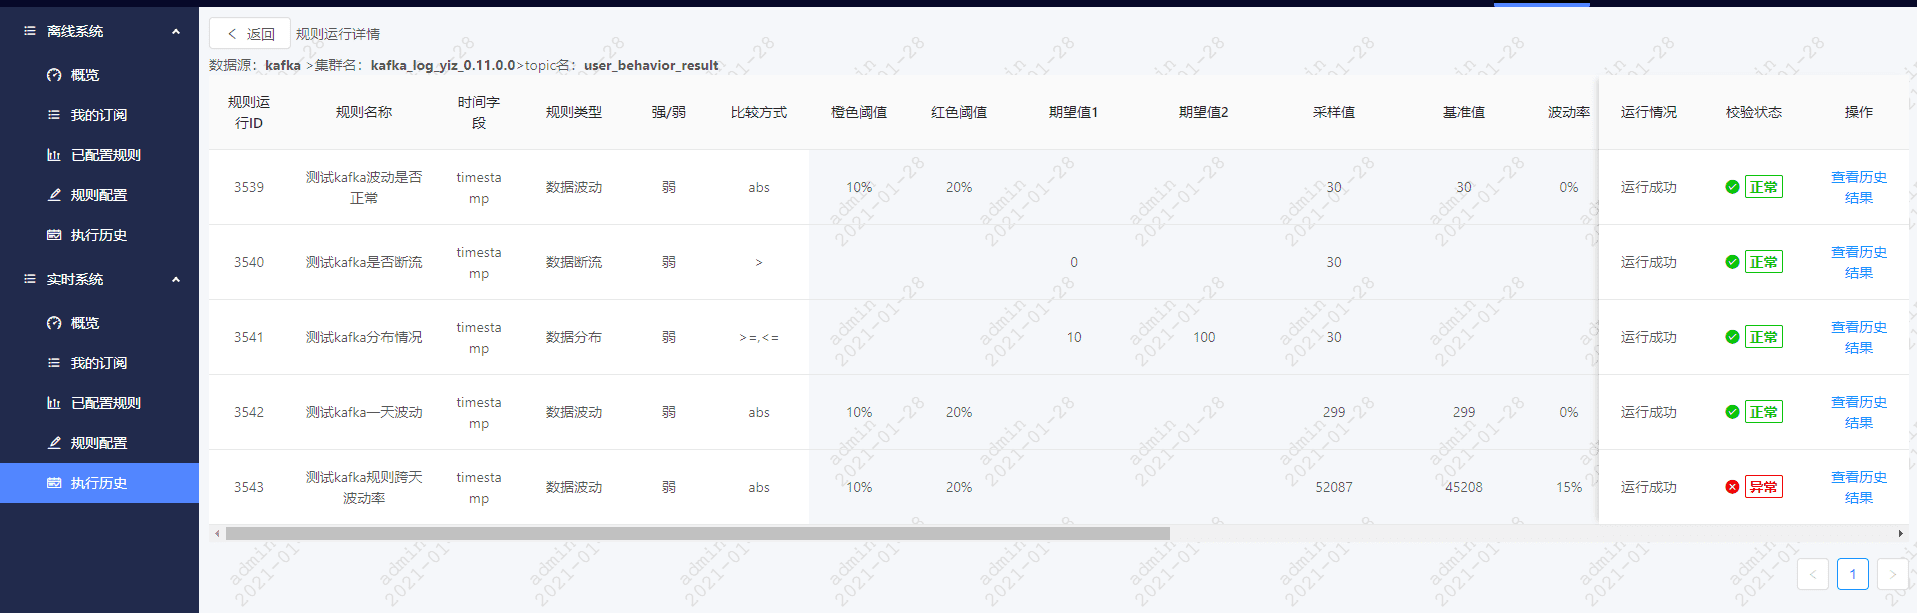 离线系统
概览
我的订阅
已配置规则
规则配置
执行历史
实时系统
概览
我的订阅
已配置规则
规则配置
执行历史
返回 规则运行详情
数据源：kafka >集群名：kafka_log_yiz_0.11.0.0>topic名：user_behavior_result
规则运行ID 规则名称 时间字段 规则类型 强/弱 比较方式 橙色阈值 红色阈值 期望值1 期望值2 采样值 基准值 波动率 运行情况 校验状态 操作
3539 测试kafka波动是否正常 timestamp 数据波动 弱 abs 10% 20% 30 30 0% 运行成功 正常 查看历史结果
3540 测试kafka是否断流 timestamp 数据断流 弱 > 0 30 运行成功 正常 查看历史结果
3541 测试kafka分布情况 timestamp 数据分布 弱 >=,<= 10 100 30 运行成功 正常 查看历史结果
3542 测试kafka一天波动 timestamp 数据波动 弱 abs 10% 20% 299 299 0% 运行成功 正常 查看历史结果
3543 测试kafka规则跨天波动率 timestamp 数据波动 弱 abs 10% 20% 52087 45208 15% 运行成功 异常 查看历史结果
< 1 >
admin
2021-01-28